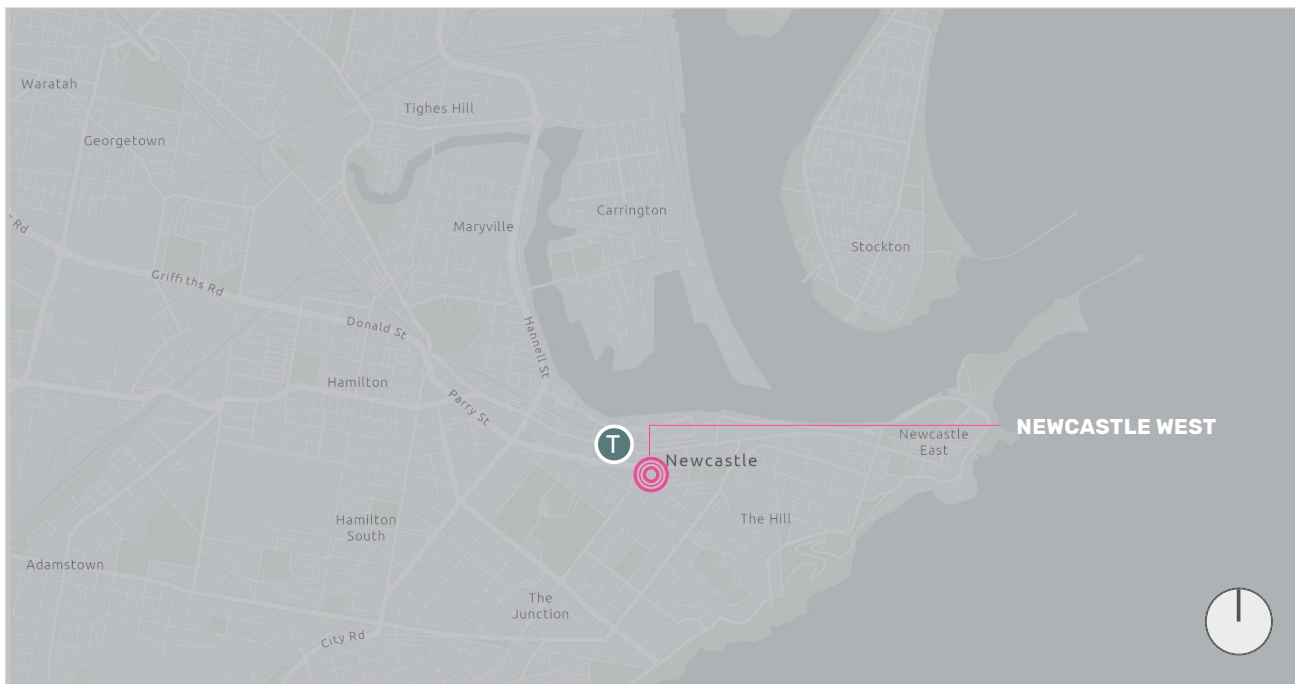 Waratah
Tighes Hill
Georgetown
Carrington
Maryville
Stockton
Rd
Griffiths Rd
Donald St
Hannell St
Hamilton
Parry St
NEWCASTLE WEST
Newcastle
East
T
Newcastle
Hamilton
South
The Hill
Adamstown
The
Junction
City Rd